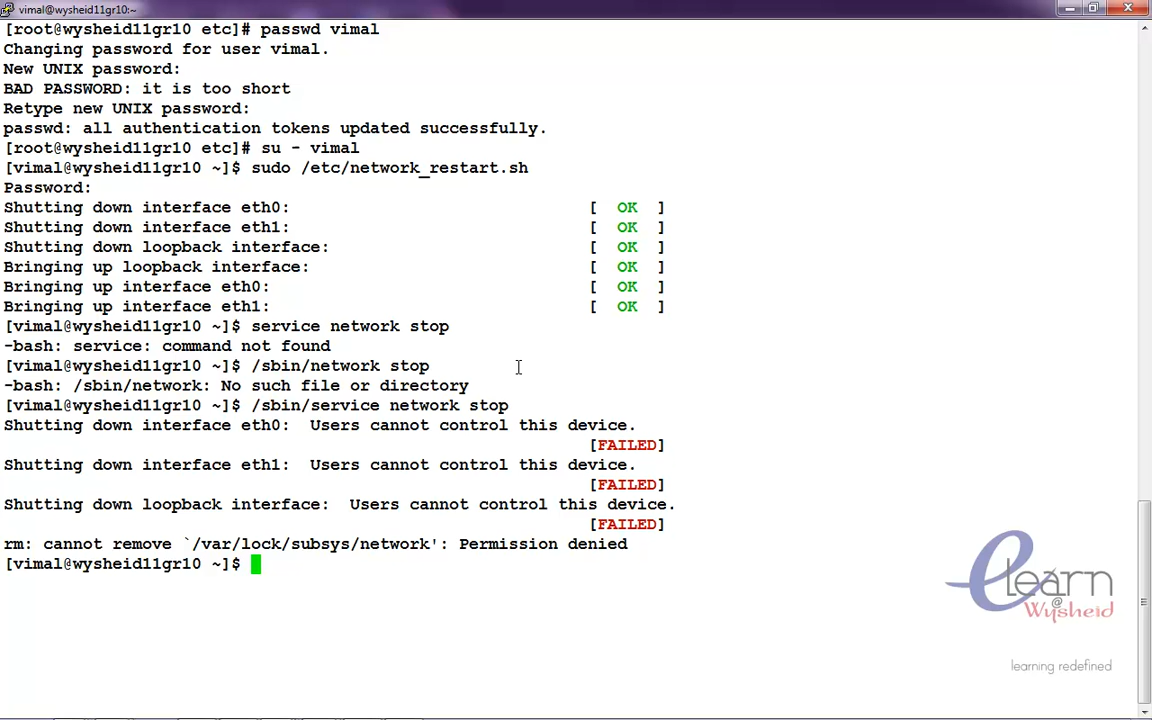 vimal@wysheid11gr10:~
[root@wysheid11gr10 etc]# passwd vimal
Changing password for user vimal.
New UNIX password:
BAD PASSWORD: it is too short
Retype new UNIX password:
passwd: all authentication tokens updated successfully.
[root@wysheid11gr10 etc]# su - vimal
[vimal@wysheid11gr10 ~]$ sudo /etc/network_restart.sh
Password:
Shutting down interface eth0: [ OK ]
Shutting down interface eth1: [ OK ]
Shutting down loopback interface: [ OK ]
Bringing up loopback interface: [ OK ]
Bringing up interface eth0: [ OK ]
Bringing up interface eth1: [ OK ]
[vimal@wysheid11gr10 ~]$ service network stop
-bash: service: command not found
[vimal@wysheid11gr10 ~]$ /sbin/network stop
-bash: /sbin/network: No such file or directory
[vimal@wysheid11gr10 ~]$ /sbin/service network stop
Shutting down interface eth0:  Users cannot control this device.
[FAILED]
Shutting down interface eth1:  Users cannot control this device.
[FAILED]
Shutting down loopback interface:  Users cannot control this device.
[FAILED]
rm: cannot remove `/var/lock/subsys/network': Permission denied
[vimal@wysheid11gr10 ~]$
eLearn
@
Wysheid
learning redefined